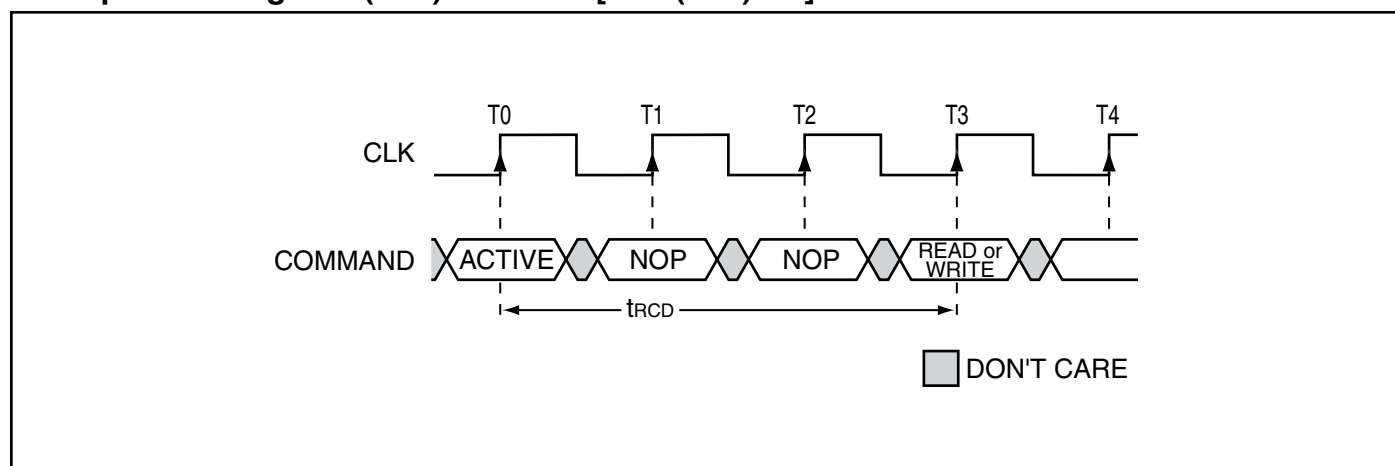 T0 T1 T2 T3 T4
CLK
COMMAND ACTIVE NOP NOP READ or
WRITE
tRCD
DON'T CARE